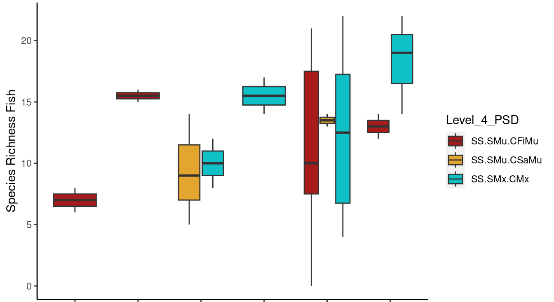 Species Richness Fish
20
15
10
5
0
Level_4_PSD
SS.SMu.CFiMu
SS.SMu.CSaMu
SS.SMx.CMx